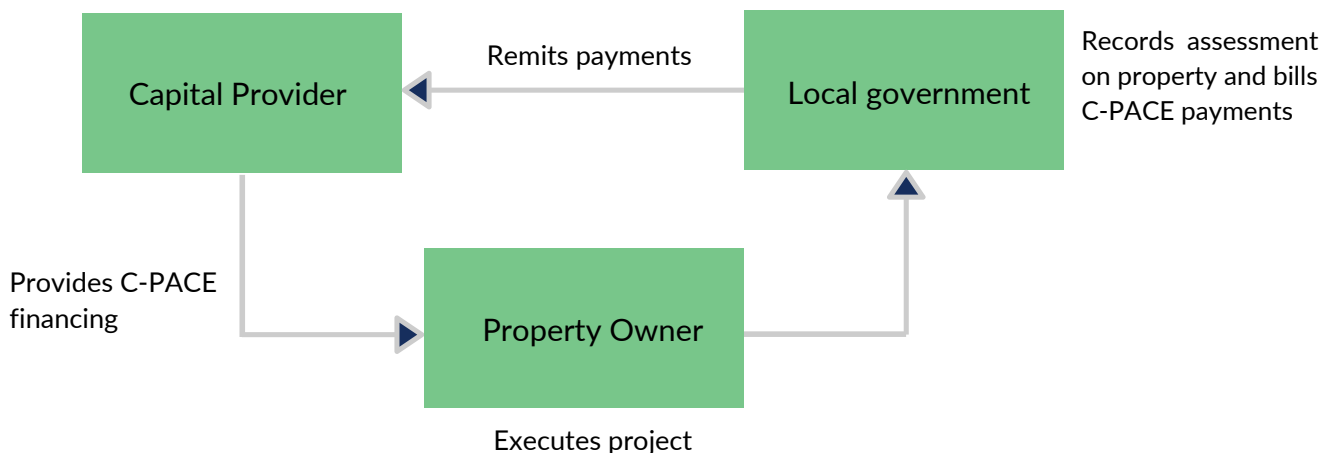 Remits payments
Capital Provider
Local government
Records assessment
on property and bills
C-PACE payments
Provides C-PACE
financing
Property Owner
Executes project